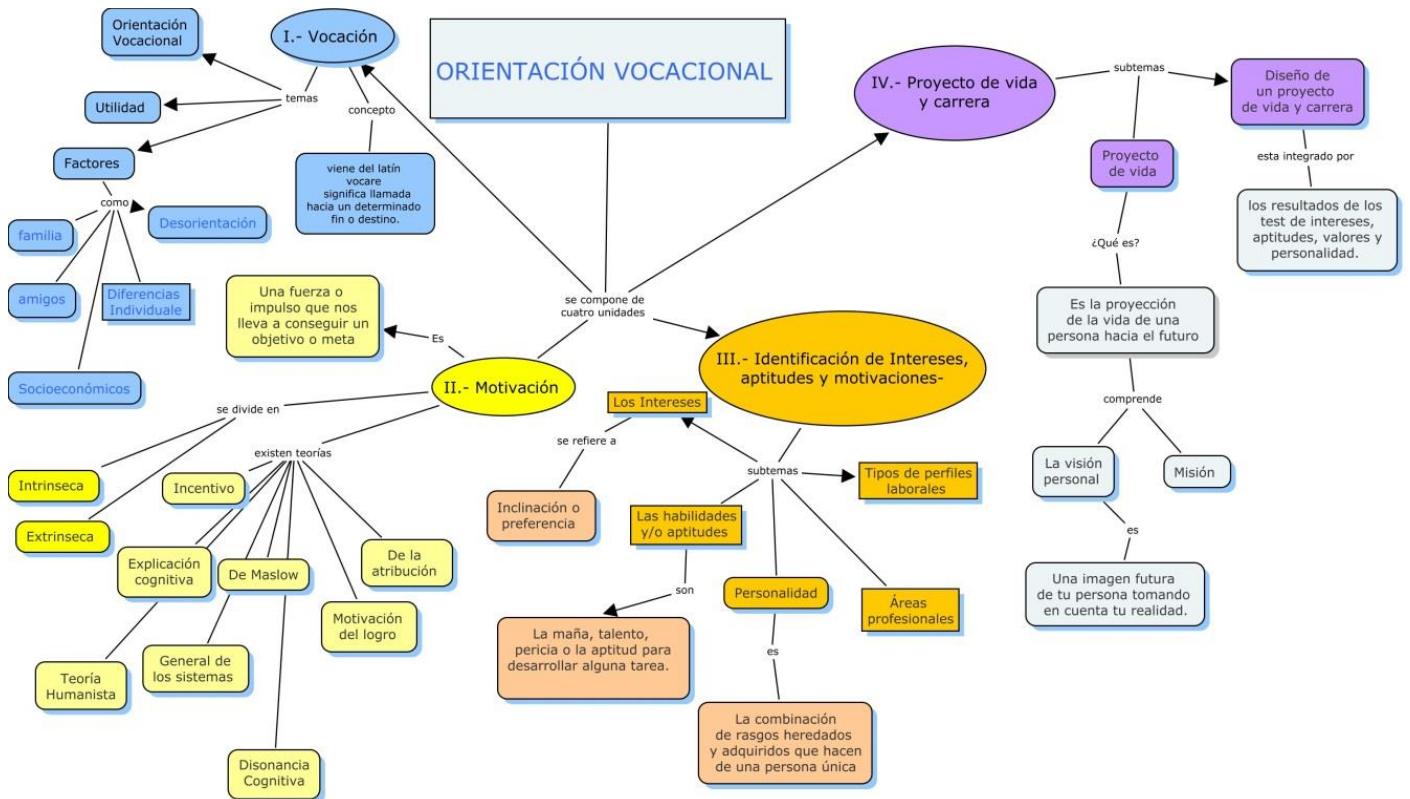 ORIENTACIÓN VOCACIONAL
se compone de
cuatro unidades
I.- Vocación
temas
Orientación
Vocacional
Utilidad
Factores
como
familia
amigos
Socioeconómicos
Diferencias
Individuale
Desorientación
concepto
viene del latín
vocare
significa llamada
hacia un determinado
fin o destino.
II.- Motivación
Es
Una fuerza o
impulso que nos
lleva a conseguir un
objetivo o meta
se divide en
Intrinseca
Extrinseca
existen teorías
Incentivo
Explicación
cognitiva
Teoría
Humanista
De Maslow
General de
los sistemas
Disonancia
Cognitiva
Motivación
del logro
De la
atribución
III.- Identificación de Intereses,
aptitudes y motivaciones-
subtemas
Los Intereses
se refiere a
Inclinación o
preferencia
Las habilidades
y/o aptitudes
son
La maña, talento,
pericia o la aptitud para
desarrollar alguna tarea.
Personalidad
es
La combinación
de rasgos heredados
y adquiridos que hacen
de una persona única
Áreas
profesionales
Tipos de perfiles
laborales
IV.- Proyecto de vida
y carrera
subtemas
Proyecto
de vida
¿Qué es?
Es la proyección
de la vida de una
persona hacia el futuro
comprende
La visión
personal
Misión
es
Una imagen futura
de tu persona tomando
en cuenta tu realidad.
Diseño de
un proyecto
de vida y carrera
esta integrado por
los resultados de los
test de intereses,
aptitudes, valores y
personalidad.